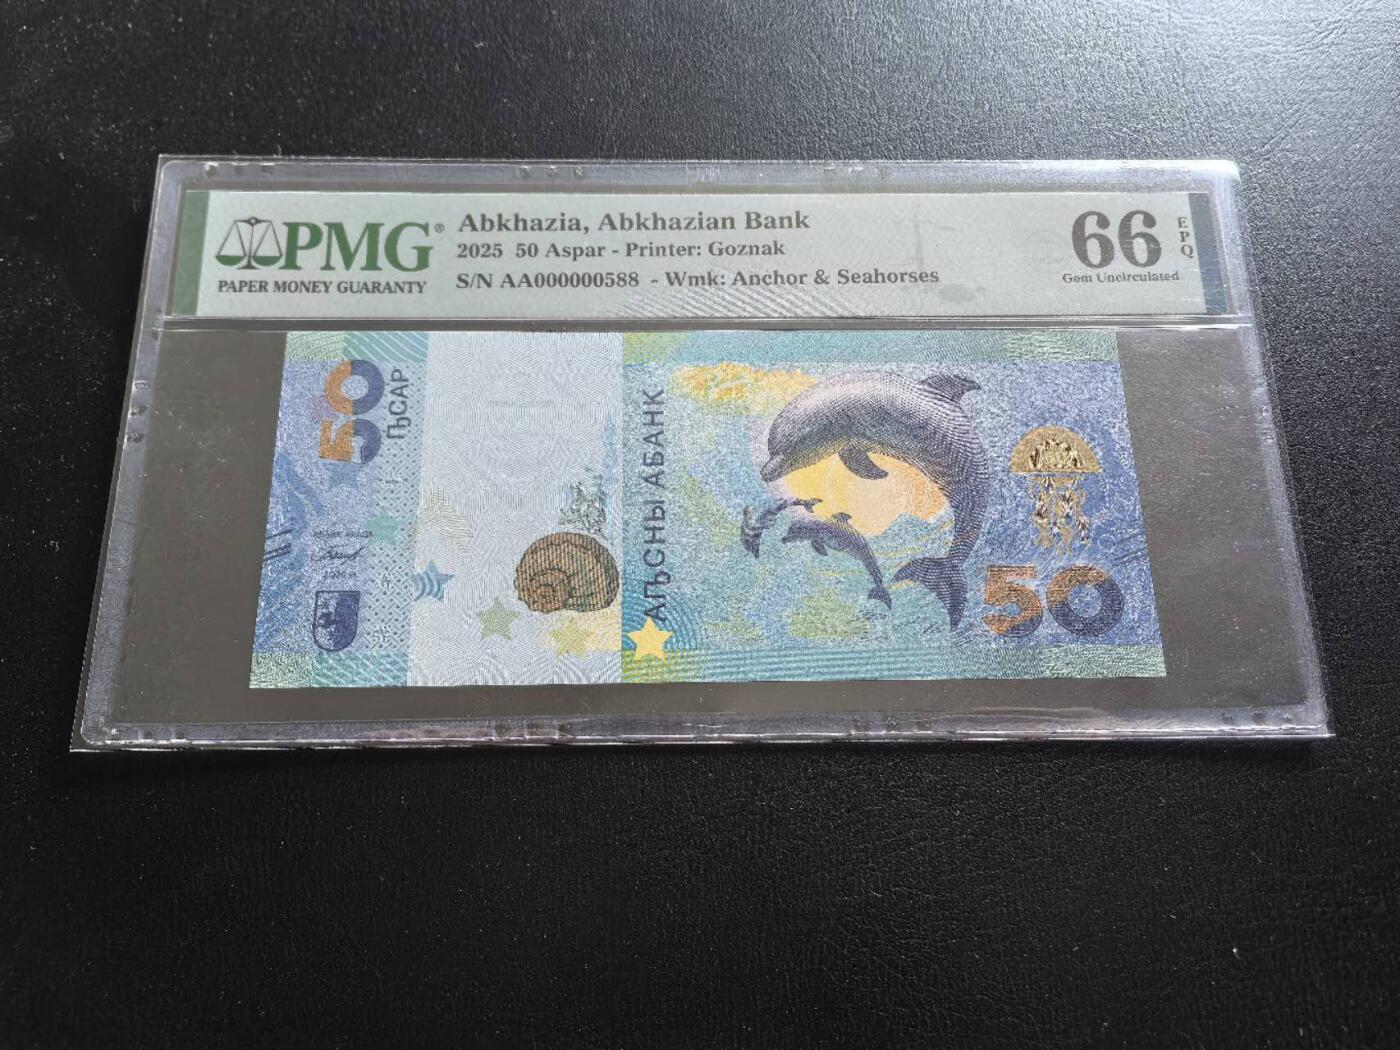 PMG®
PAPER MONEY GUARANTY
Abkhazia, Abkhazian Bank
2025 50 Aspar - Printer: Goznak
S/N AA000000588 - Wmk: Anchor & Seahorses
66
EPQ
Gem Uncirculated
50
АԤСАР
АԤСНЫ АБАНК
50